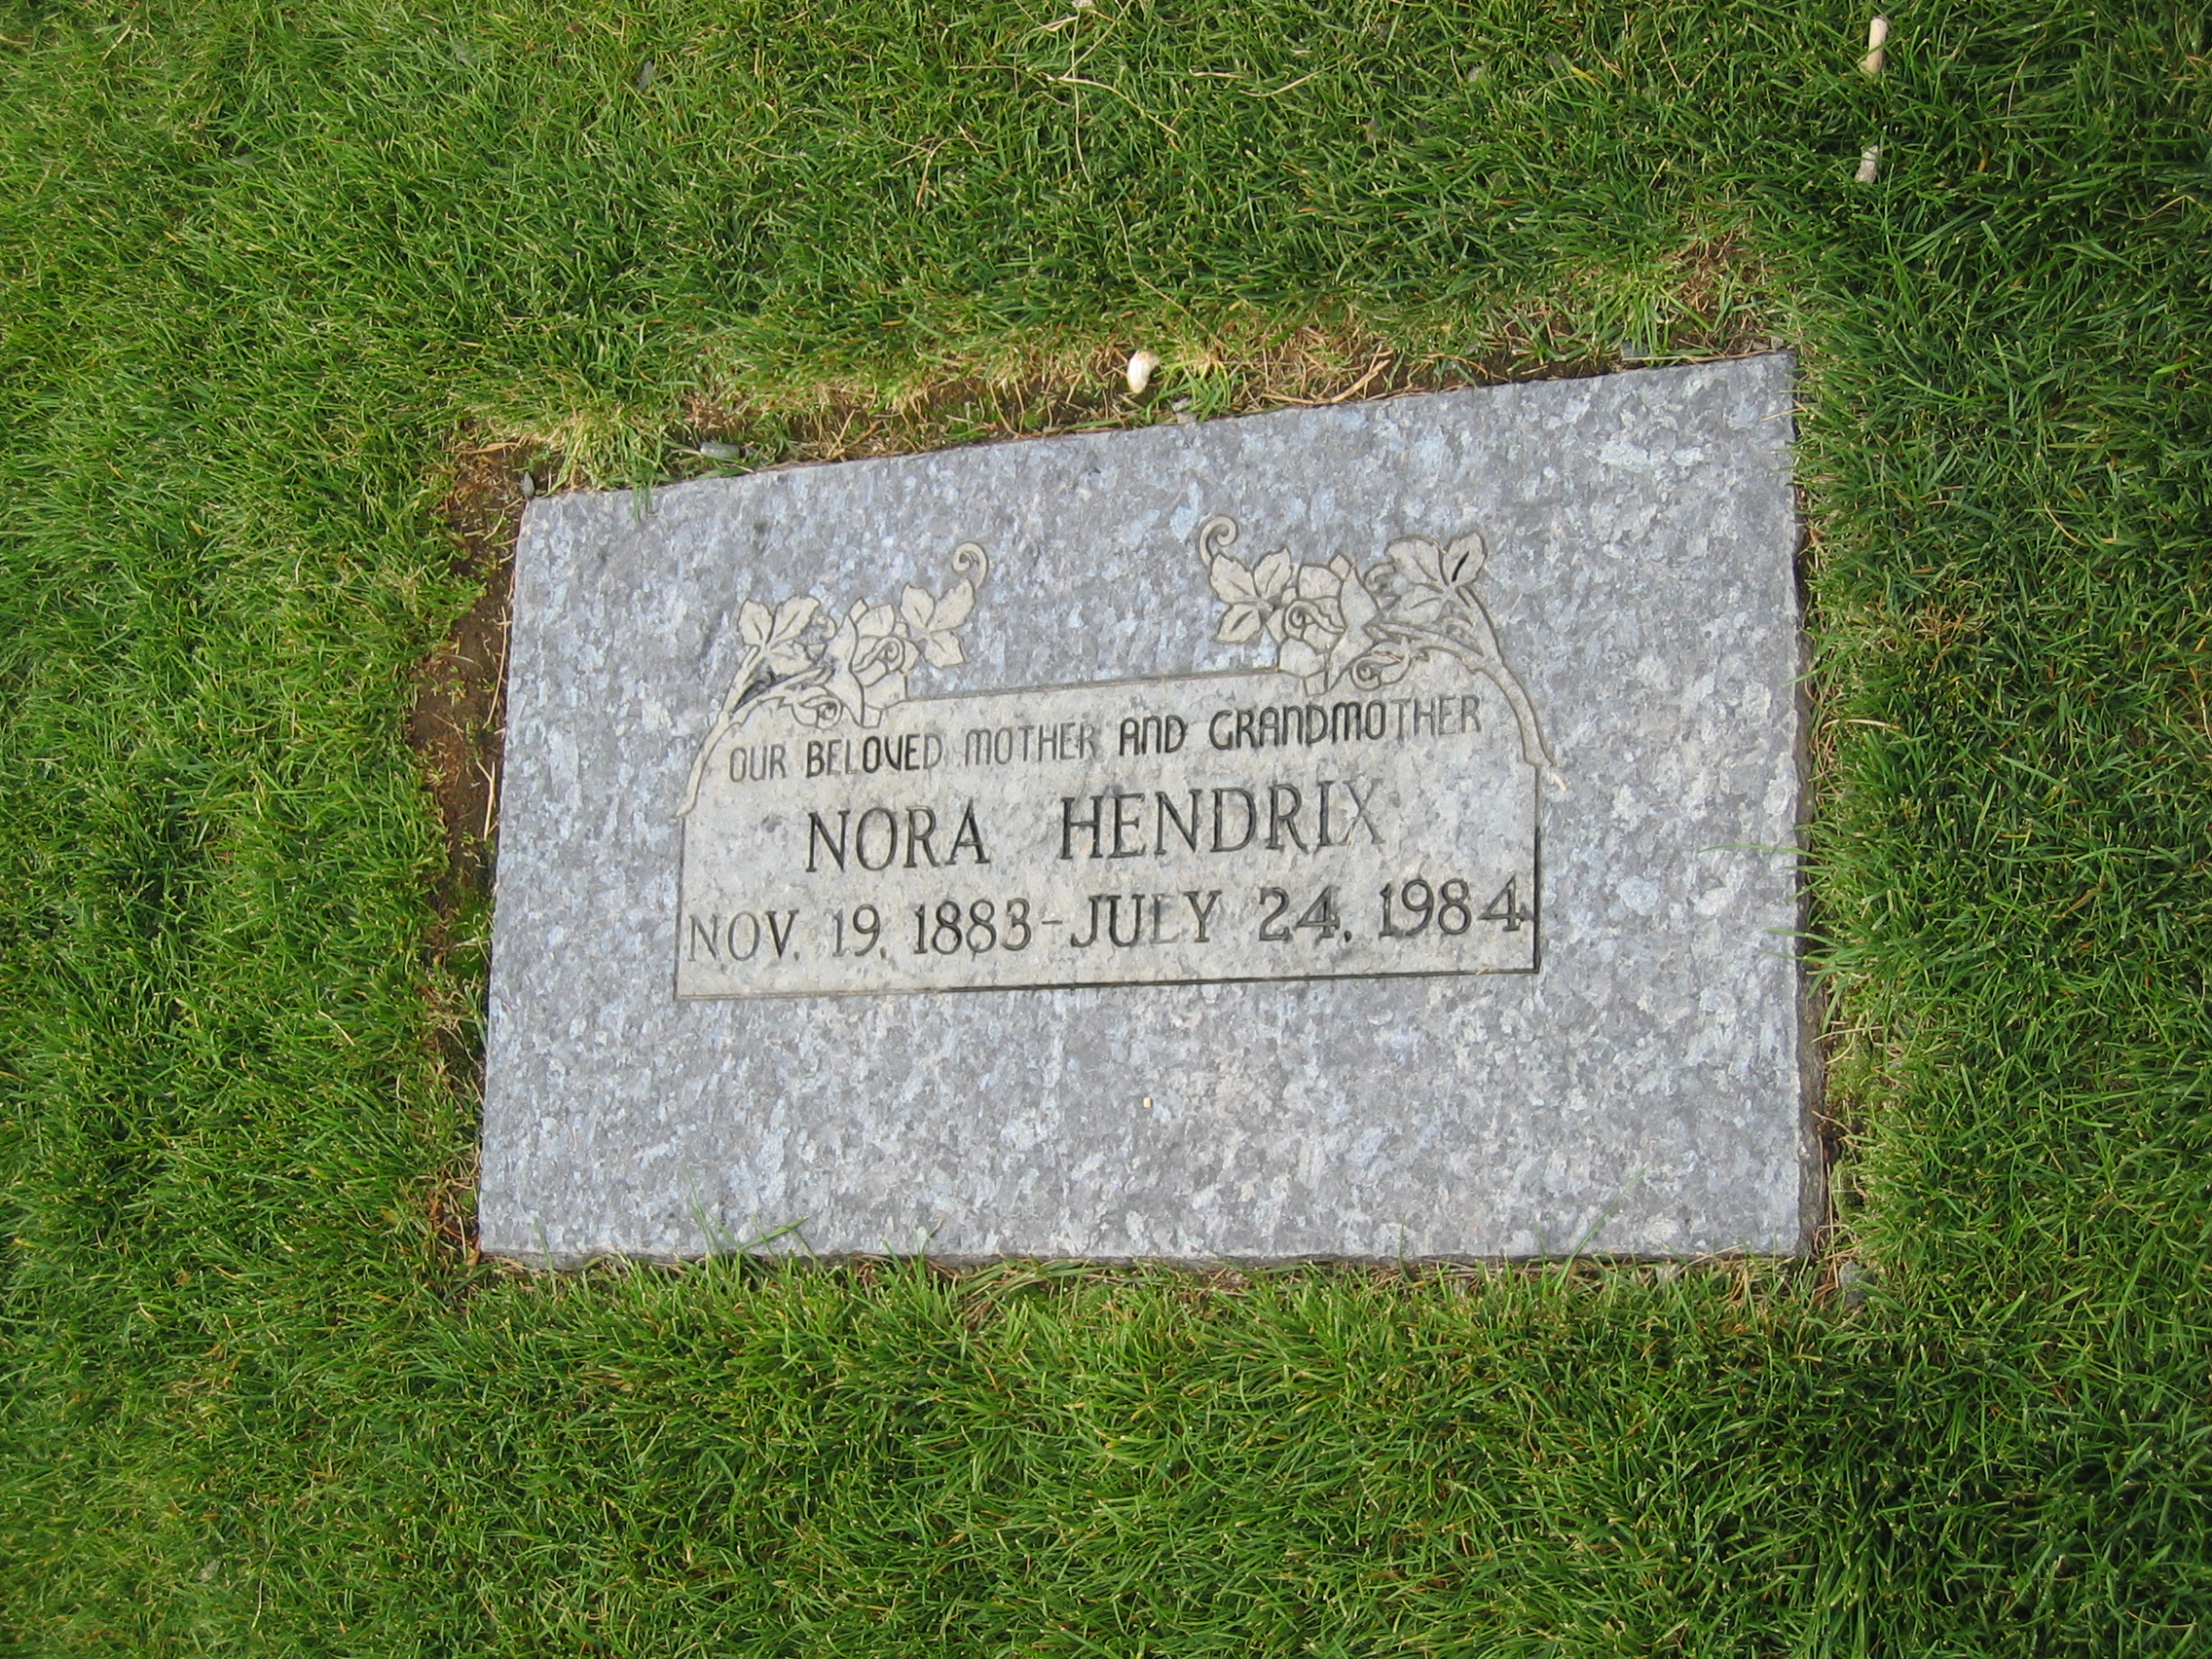 OUR BELOVED MOTHER AND GRANDMOTHER
NORA HENDRIX
NOV. 19, 1883-JULY 24, 1984